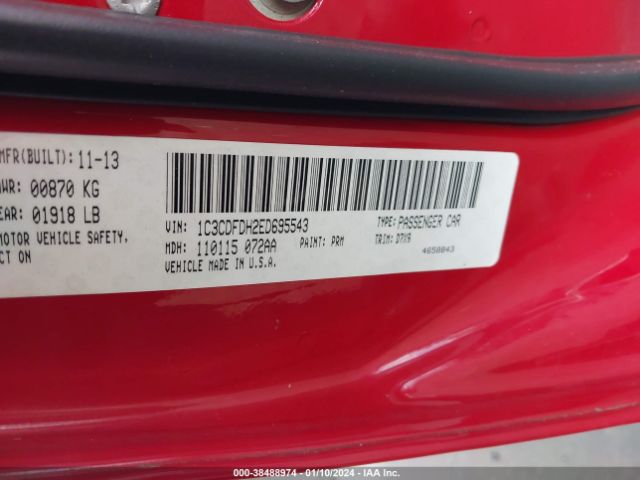 MFR(BUILT): 11-13
WR: 00870 KG
EAR: 01918 LB
MOTOR VEHICLE SAFETY,
CT ON
VIN: 1C3CDFDH2ED695543
TYPE: PASSENGER CAR
MDH: 110115 072AA
PAINT: PRM
TRIM: D7X9
VEHICLE MADE IN U.S.A.
4650043
000-38488974 - 01/10/2024 - IAA Inc.